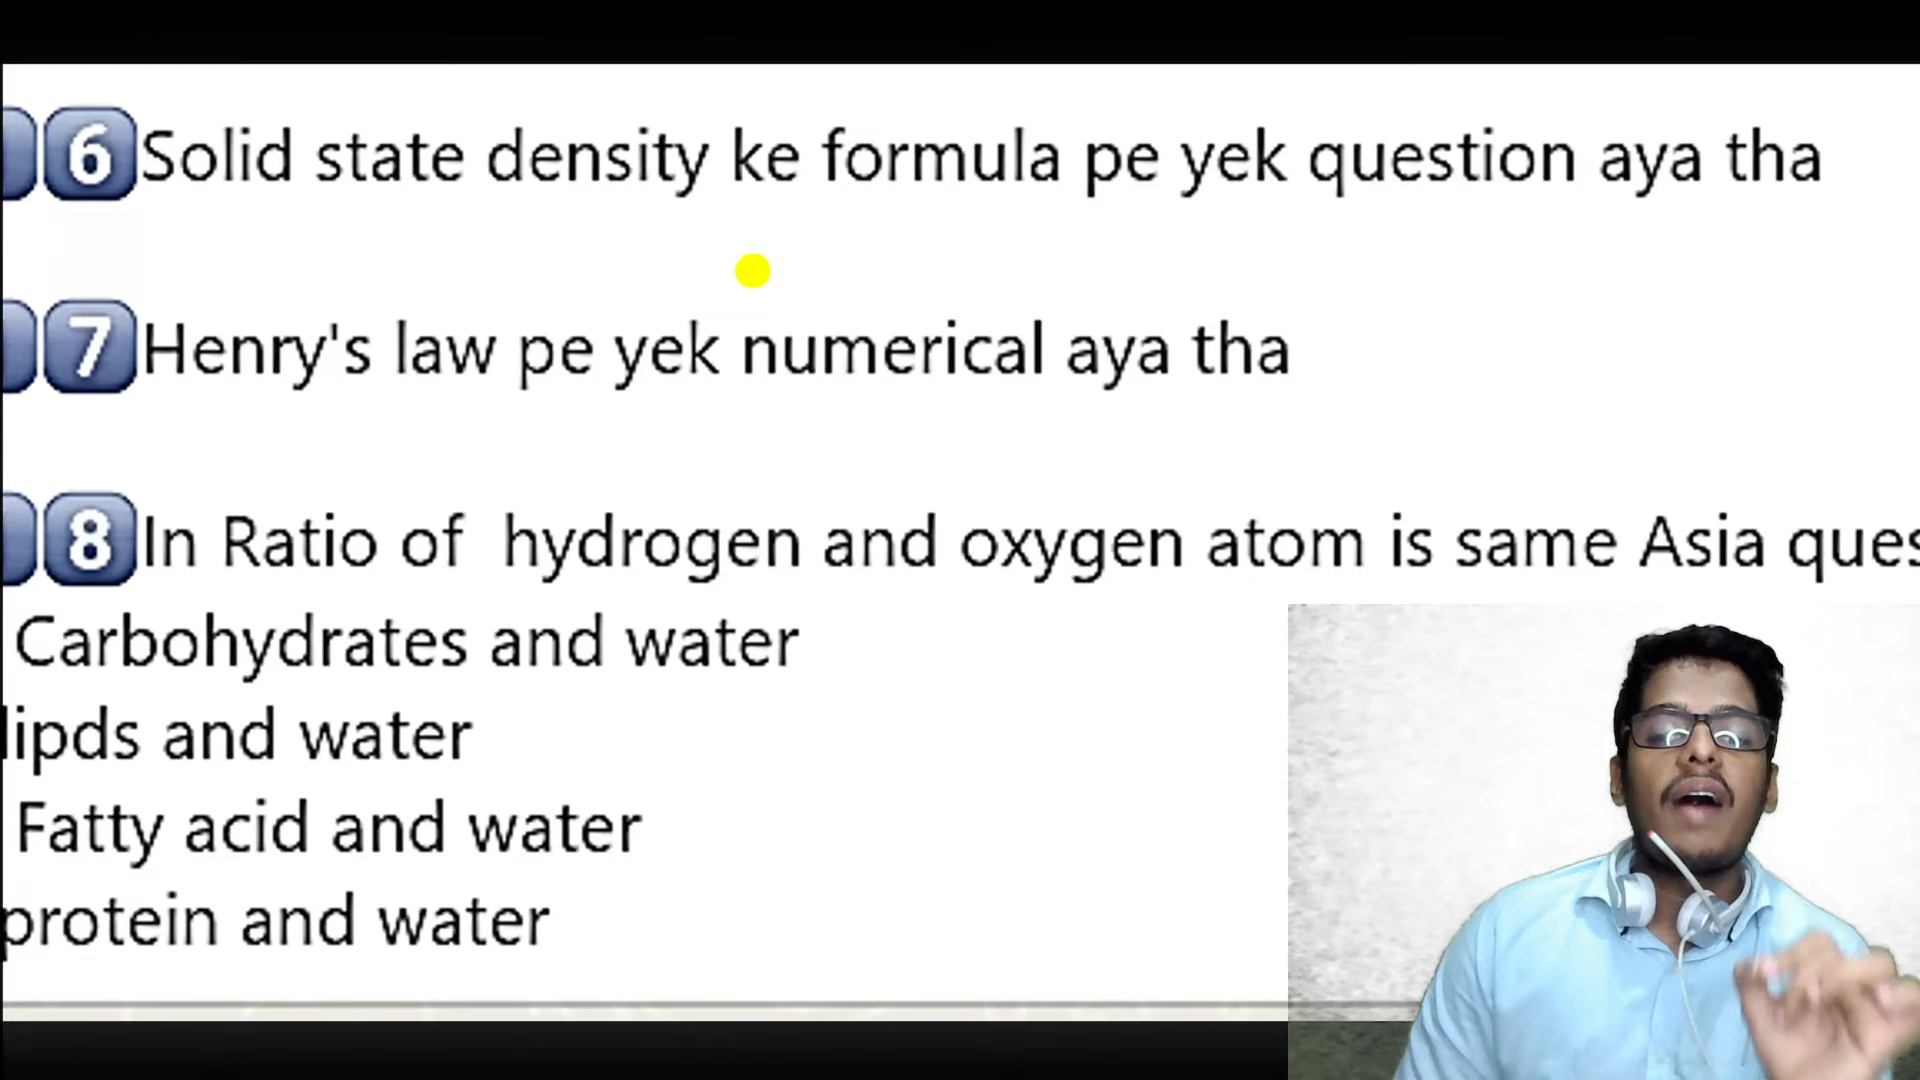 6 Solid state density ke formula pe yek question aya tha
7 Henry's law pe yek numerical aya tha
8 In Ratio of hydrogen and oxygen atom is same Asia
Carbohydrates and water
lipds and water
Fatty acid and water
protein and water